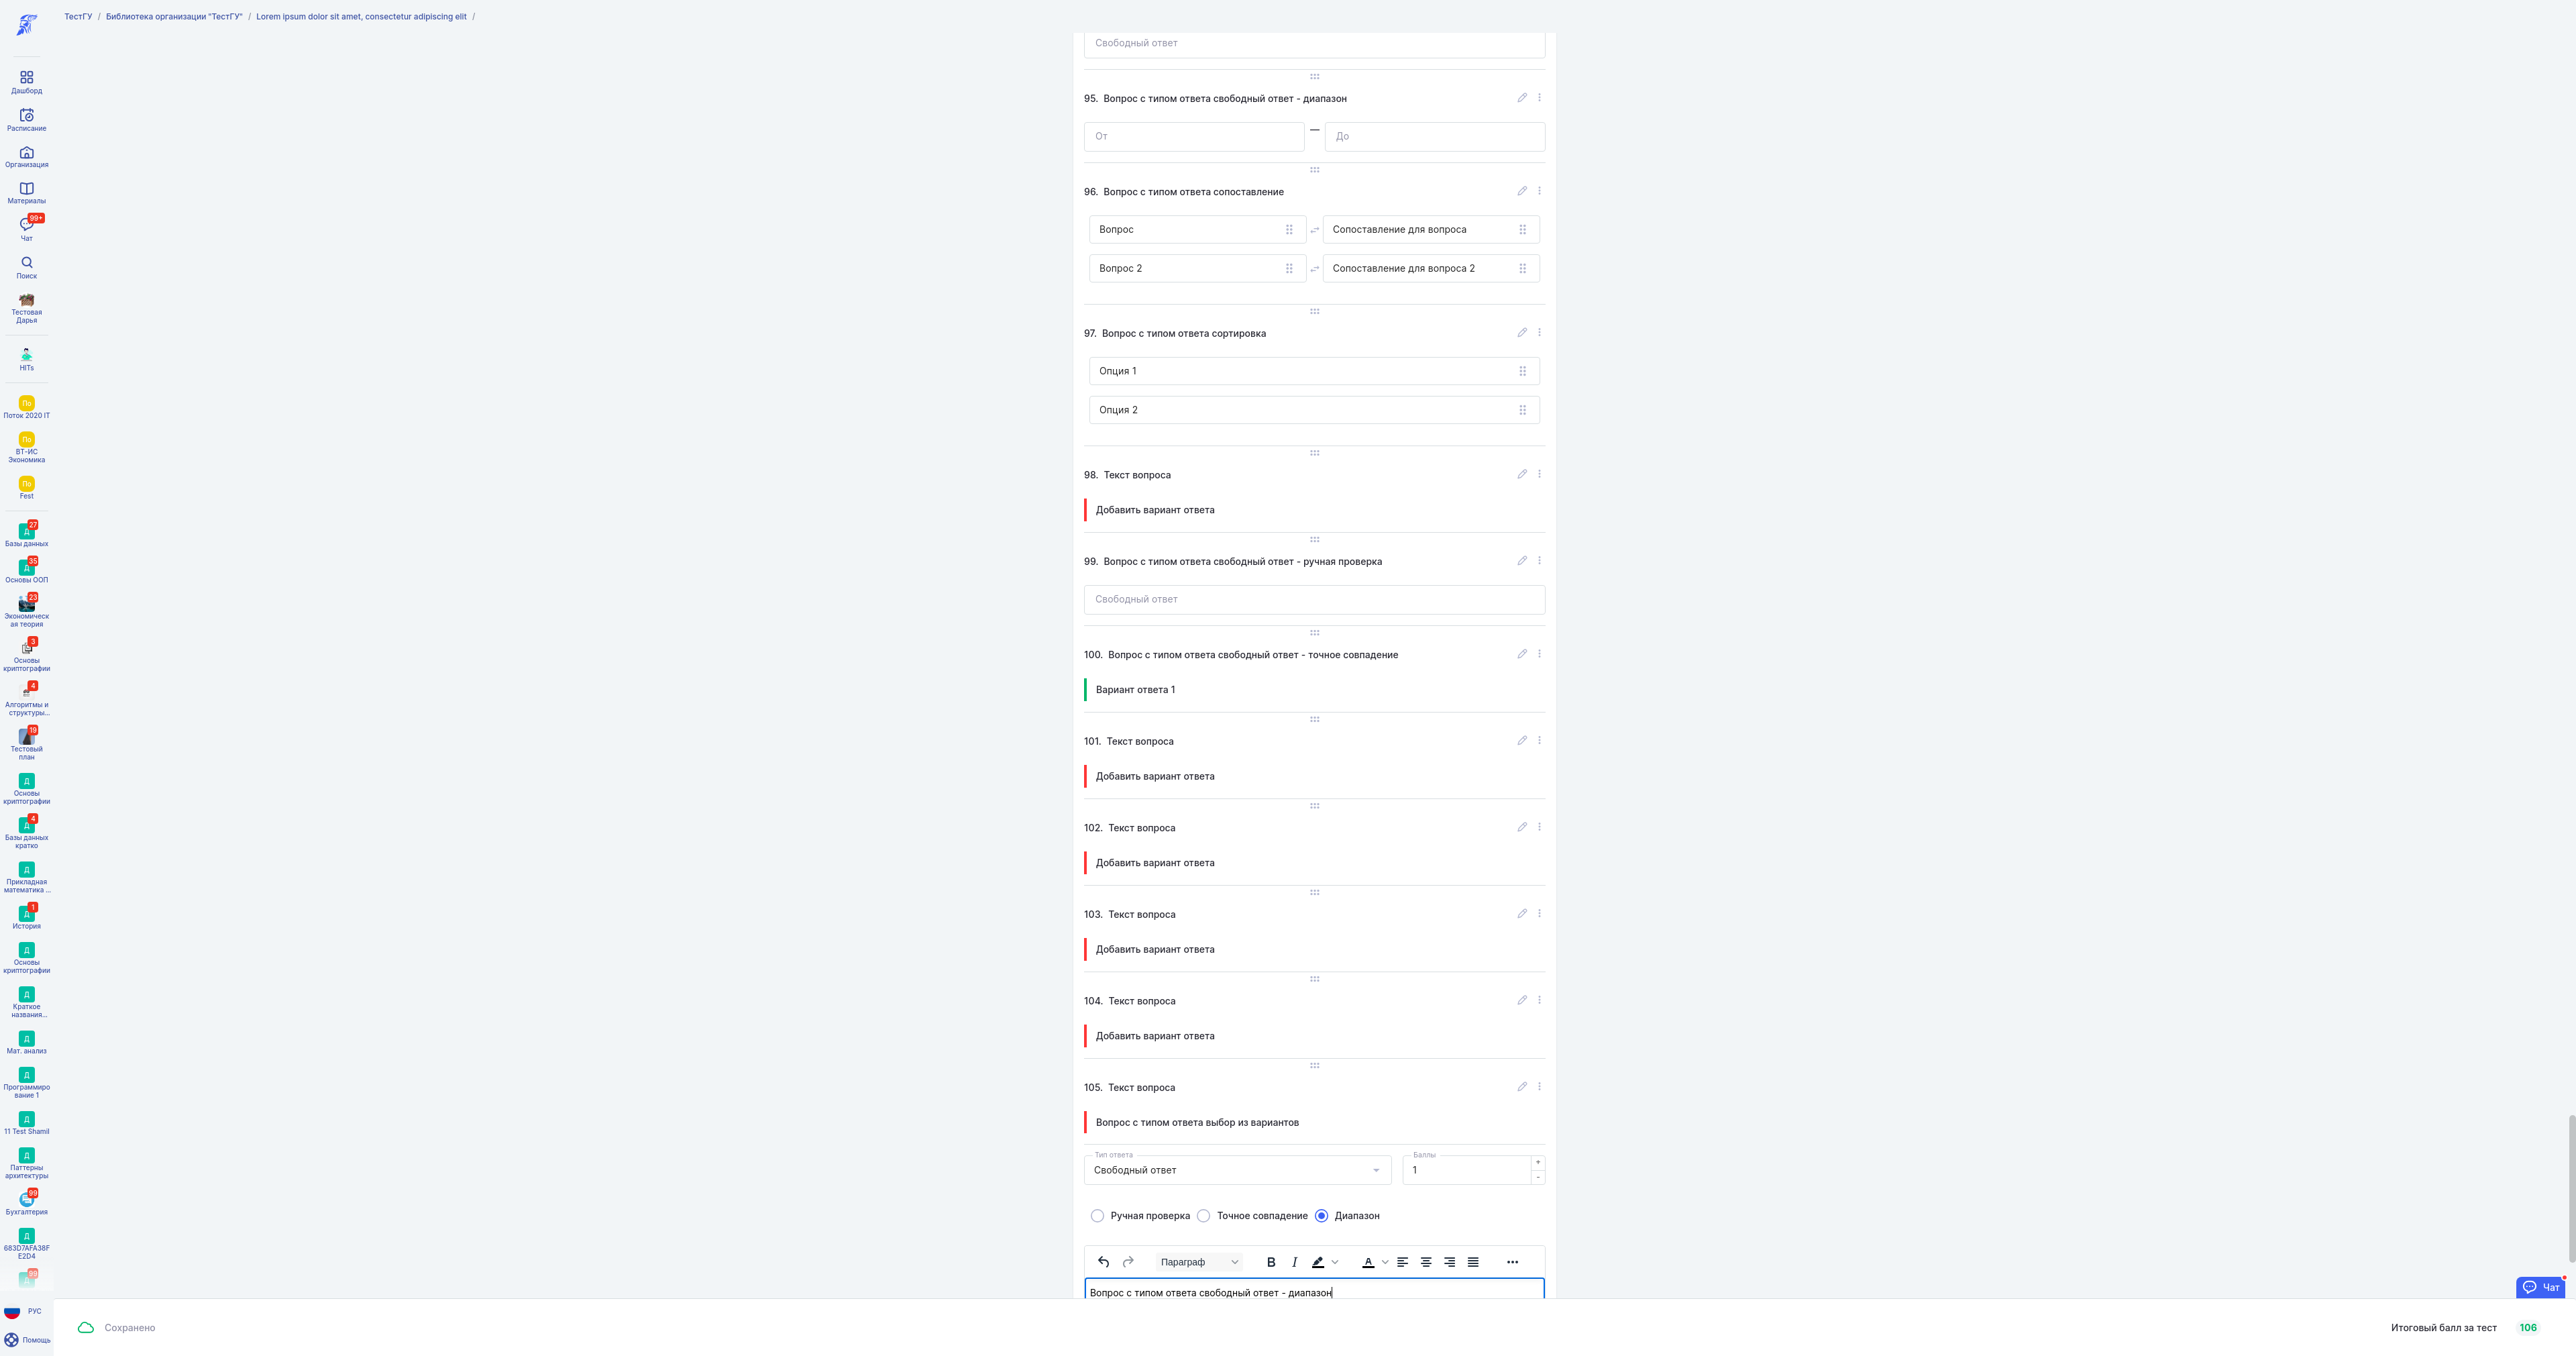 ТестГУ / Библиотека организации "ТестГУ" / Lorem ipsum dolor sit amet, consectetur adipiscing elit /
Дашборд
Расписание
Организация
Материалы
99+
Чат
Поиск
Тестовая
Дарья
HITs
По
Поток 2020 IT
По
ВТ-ИС
Экономика
По
Fest
27
Д
Базы данных
35
Д
Основы ООП
23
Экономическ
ая теория
3
Основы
криптографии
4
Алгоритмы и
структуры...
19
Тестовый
план
Д
Основы
криптографии
4
Д
Базы данных
кратко
Д
Прикладная
математика ...
1
Д
История
Д
Основы
криптографии
Д
Краткое
названия...
Д
Мат. анализ
Д
Программиро
вание 1
Д
11 Test Shamil
Д
Паттерны
архитектуры
99
Бухгалтерия
Д
683D7AFA38F
E2D4
99
Д
РУС
Помощь
Свободный ответ
95. Вопрос с типом ответа свободный ответ - диапазон
От — До
96. Вопрос с типом ответа сопоставление
Вопрос Сопоставление для вопроса
Вопрос 2 Сопоставление для вопроса 2
97. Вопрос с типом ответа сортировка
Опция 1
Опция 2
98. Текст вопроса
Добавить вариант ответа
99. Вопрос с типом ответа свободный ответ - ручная проверка
Свободный ответ
100. Вопрос с типом ответа свободный ответ - точное совпадение
Вариант ответа 1
101. Текст вопроса
Добавить вариант ответа
102. Текст вопроса
Добавить вариант ответа
103. Текст вопроса
Добавить вариант ответа
104. Текст вопроса
Добавить вариант ответа
105. Текст вопроса
Вопрос с типом ответа выбор из вариантов
Тип ответа Баллы
Свободный ответ 1 + -
Ручная проверка Точное совпадение Диапазон
Параграф B I A
Вопрос с типом ответа свободный ответ - диапазон
Чат
Сохранено
Итоговый балл за тест 106